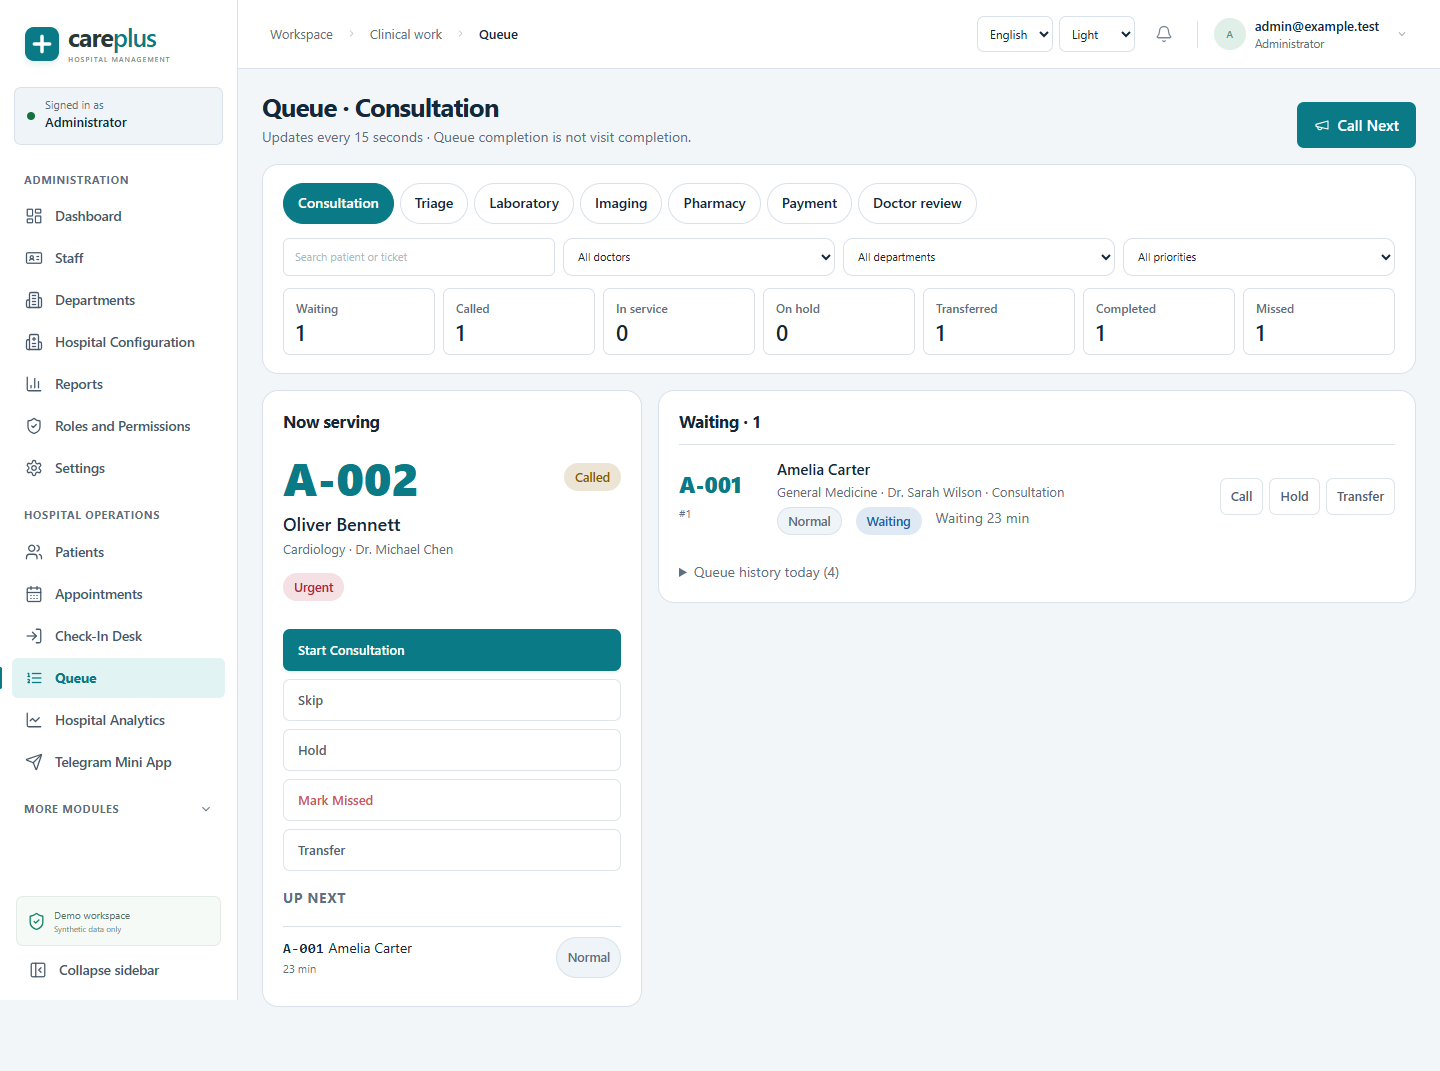 careplus
HOSPITAL MANAGEMENT
Signed in as
Administrator
ADMINISTRATION
Dashboard
Staff
Departments
Hospital Configuration
Reports
Roles and Permissions
Settings
HOSPITAL OPERATIONS
Patients
Appointments
Check-In Desk
Queue
Hospital Analytics
Telegram Mini App
MORE MODULES
Demo workspace
Synthetic data only
Collapse sidebar
Workspace > Clinical work > Queue
English
Light
A
admin@example.test
Administrator
Queue · Consultation
Updates every 15 seconds · Queue completion is not visit completion.
Call Next
Consultation Triage Laboratory Imaging Pharmacy Payment Doctor review
Search patient or ticket
All doctors
All departments
All priorities
Waiting
1
Called
1
In service
0
On hold
0
Transferred
1
Completed
1
Missed
1
Now serving
A-002
Called
Oliver Bennett
Cardiology · Dr. Michael Chen
Urgent
Start Consultation
Skip
Hold
Mark Missed
Transfer
UP NEXT
A-001 Amelia Carter
23 min
Normal
Waiting · 1
A-001
#1
Amelia Carter
General Medicine · Dr. Sarah Wilson · Consultation
Normal Waiting Waiting 23 min
Call Hold Transfer
Queue history today (4)